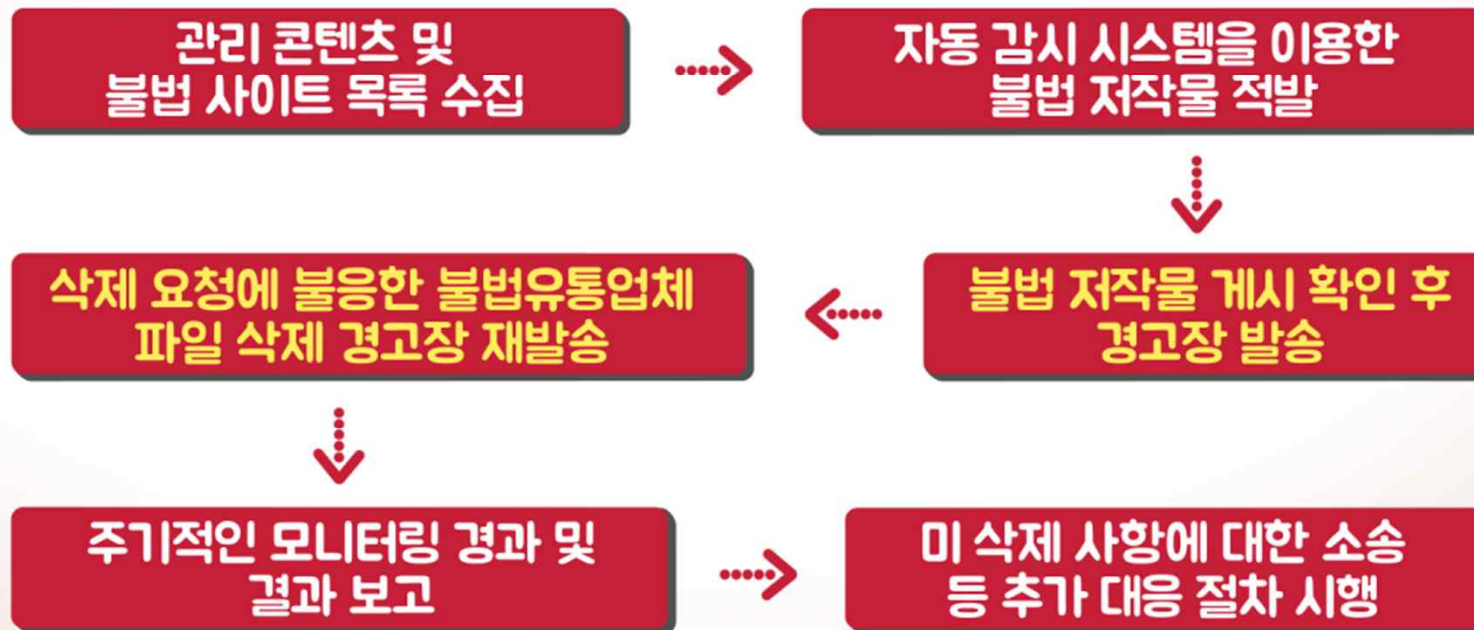 관리 콘텐츠 및
불법 사이트 목록 수집
자동 감시 시스템을 이용한
불법 저작물 적발
불법 저작물 게시 확인 후
경고장 발송
삭제 요청에 불응한 불법유통업체
파일 삭제 경고장 재발송
주기적인 모니터링 경과 및
결과 보고
미 삭제 사항에 대한 소송
등 추가 대응 절차 시행